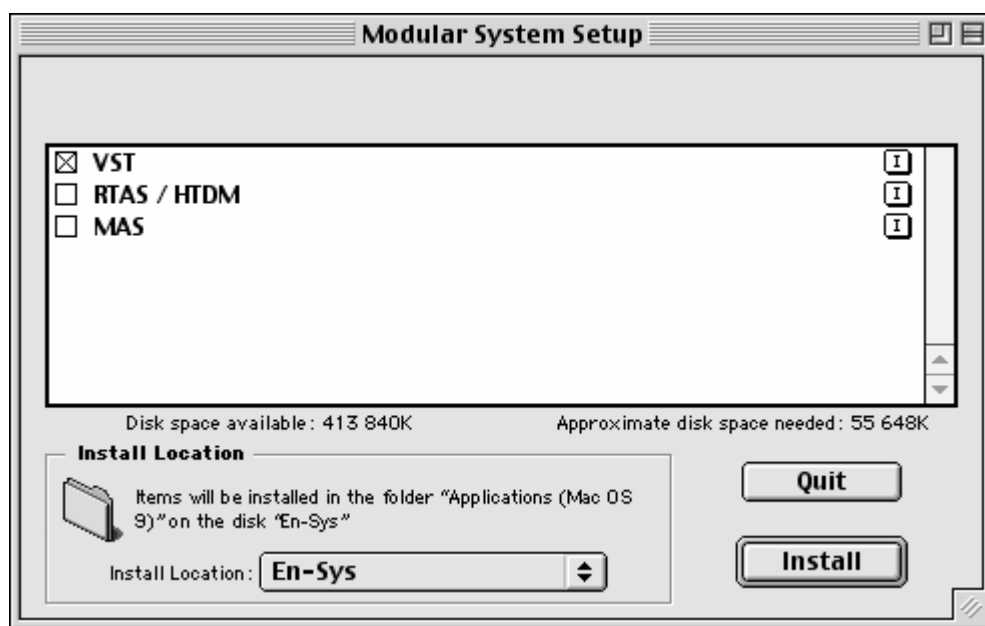 Modular System Setup
VST
I
RTAS / HTDM
I
MAS
I
Disk space available: 413 840K
Approximate disk space needed: 55 648K
Install Location
Items will be installed in the folder "Applications (Mac OS
9)"on the disk "En-Sys"
Install Location: En-Sys
Quit
Install